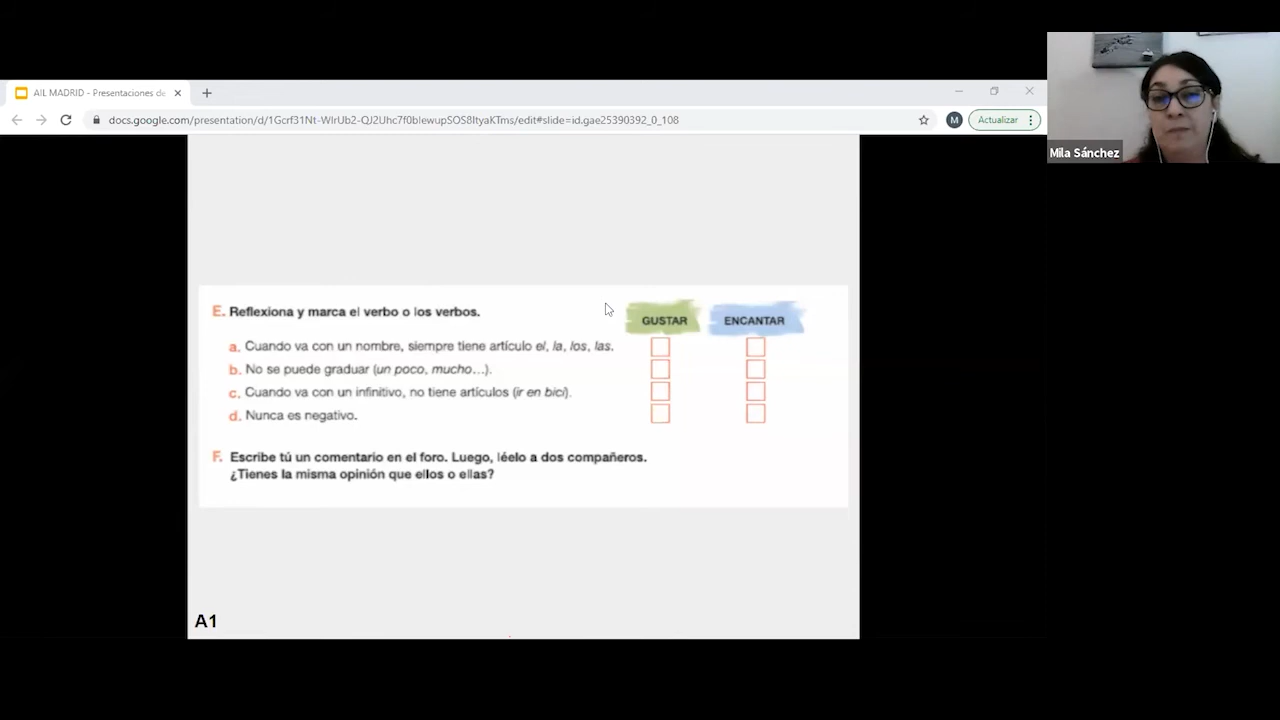 AIL MADRID - Presentaciones de
docs.google.com/presentation/d/1Gcrf31Nt-WIrUb2-QJ2Uhc7f0blewupSOS8ItyaKTms/edit#slide=id.gae25390392_0_108
M
Actualizar
Mila Sánchez
E. Reflexiona y marca el verbo o los verbos.
GUSTAR ENCANTAR
a. Cuando va con un nombre, siempre tiene artículo el, la, los, las.
b. No se puede graduar (un poco, mucho...).
c. Cuando va con un infinitivo, no tiene artículos (ir en bici).
d. Nunca es negativo.
F. Escribe tú un comentario en el foro. Luego, léelo a dos compañeros.
¿Tienes la misma opinión que ellos o ellas?
A1